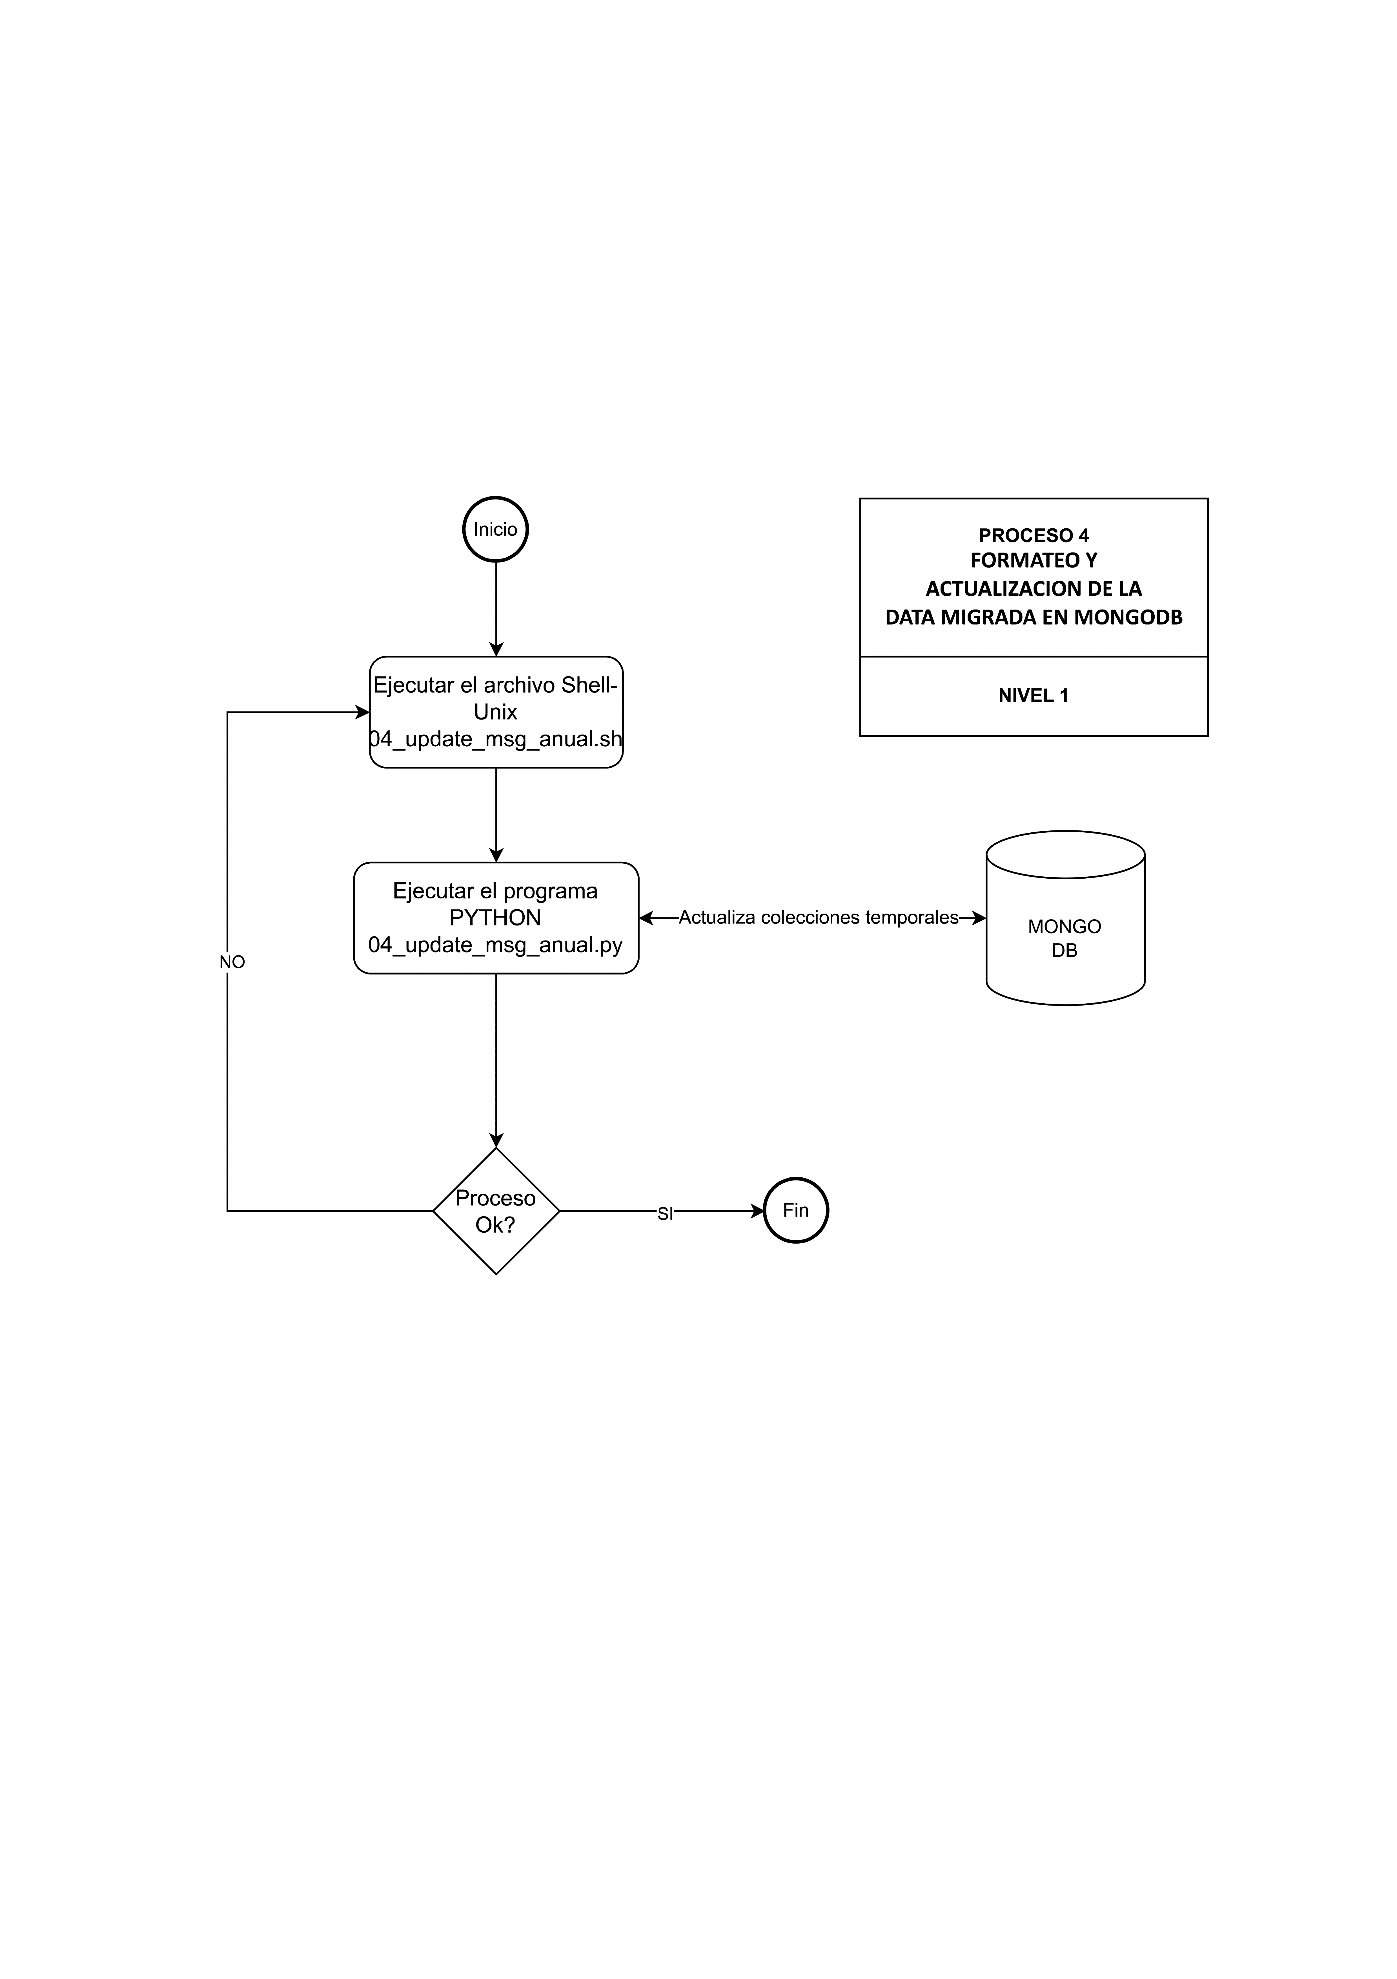 Inicio
PROCESO 4
FORMATEO Y
ACTUALIZACION DE LA
DATA MIGRADA EN MONGODB
NIVEL 1
Ejecutar el archivo Shell-
Unix
04_update_msg_anual.sh
Ejecutar el programa
PYTHON
04_update_msg_anual.py
Actualiza colecciones temporales
MONGO
DB
NO
Proceso
Ok?
SI
Fin